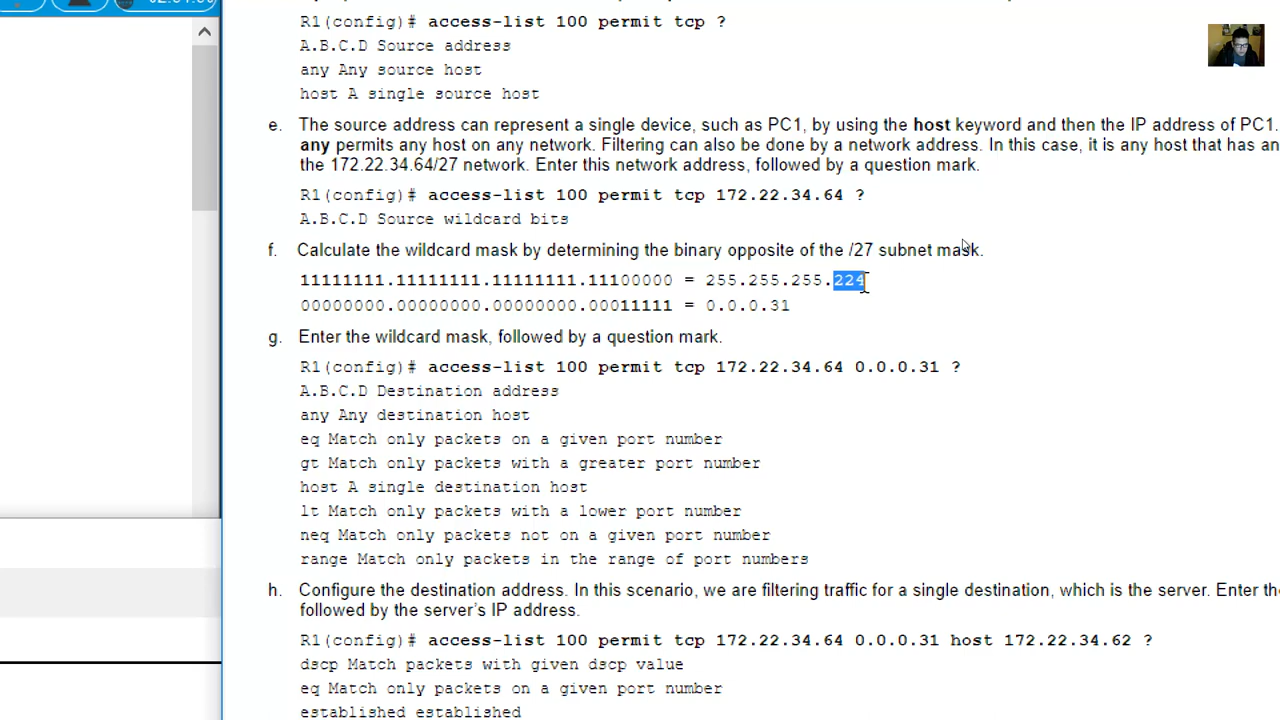 R1(config)# access-list 100 permit tcp ?
A.B.C.D Source address
any Any source host
host A single source host
e. The source address can represent a single device, such as PC1, by using the host keyword and then the IP address of PC1.
any permits any host on any network. Filtering can also be done by a network address. In this case, it is any host that has an
the 172.22.34.64/27 network. Enter this network address, followed by a question mark.
R1(config)# access-list 100 permit tcp 172.22.34.64 ?
A.B.C.D Source wildcard bits
f. Calculate the wildcard mask by determining the binary opposite of the /27 subnet mask.
11111111.11111111.11111111.11100000 = 255.255.255.224
00000000.00000000.00000000.00011111 = 0.0.0.31
g. Enter the wildcard mask, followed by a question mark.
R1(config)# access-list 100 permit tcp 172.22.34.64 0.0.0.31 ?
A.B.C.D Destination address
any Any destination host
eq Match only packets on a given port number
gt Match only packets with a greater port number
host A single destination host
lt Match only packets with a lower port number
neq Match only packets not on a given port number
range Match only packets in the range of port numbers
h. Configure the destination address. In this scenario, we are filtering traffic for a single destination, which is the server. Enter the
followed by the server's IP address.
R1(config)# access-list 100 permit tcp 172.22.34.64 0.0.0.31 host 172.22.34.62 ?
dscp Match packets with given dscp value
eq Match only packets on a given port number
established established